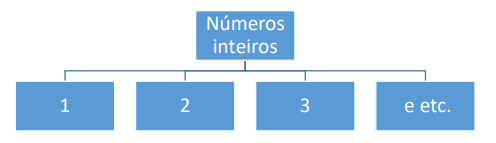 Números
inteiros
1
2
3
e etc.